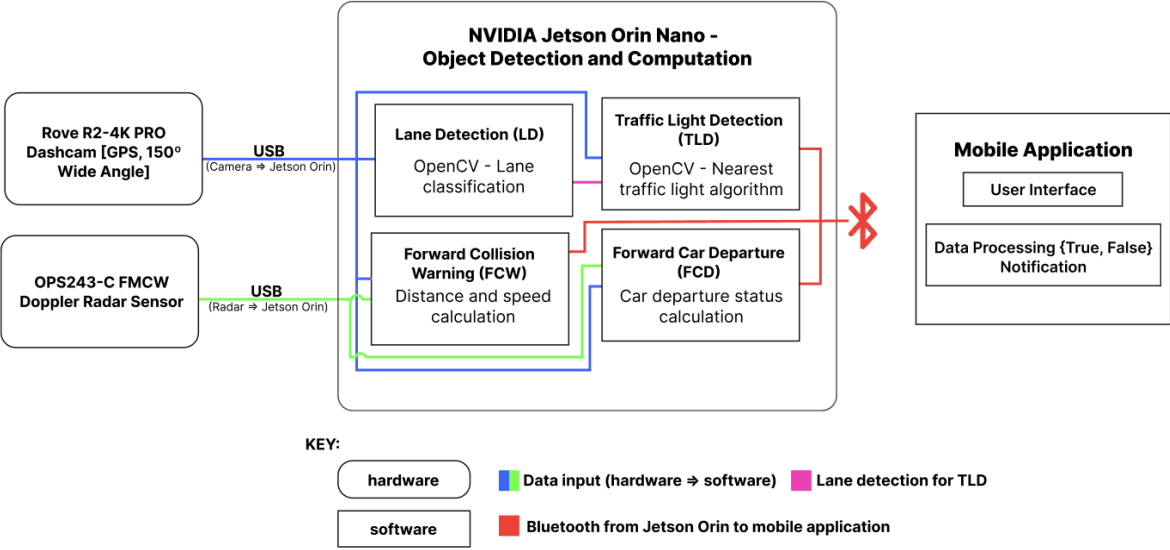 NVIDIA Jetson Orin Nano -
Object Detection and Computation
Rove R2-4K PRO
Dashcam [GPS, 150º
Wide Angle]
USB
(Camera ⇒ Jetson Orin)
Lane Detection (LD)
OpenCV - Lane
classification
Traffic Light Detection
(TLD)
OpenCV - Nearest
traffic light algorithm
OPS243-C FMCW
Doppler Radar Sensor
USB
(Radar ⇒ Jetson Orin)
Forward Collision
Warning (FCW)
Distance and speed
calculation
Forward Car Departure
(FCD)
Car departure status
calculation
Mobile Application
User Interface
Data Processing {True, False}
Notification
KEY:
hardware
software
Data input (hardware ⇒ software)
Lane detection for TLD
Bluetooth from Jetson Orin to mobile application